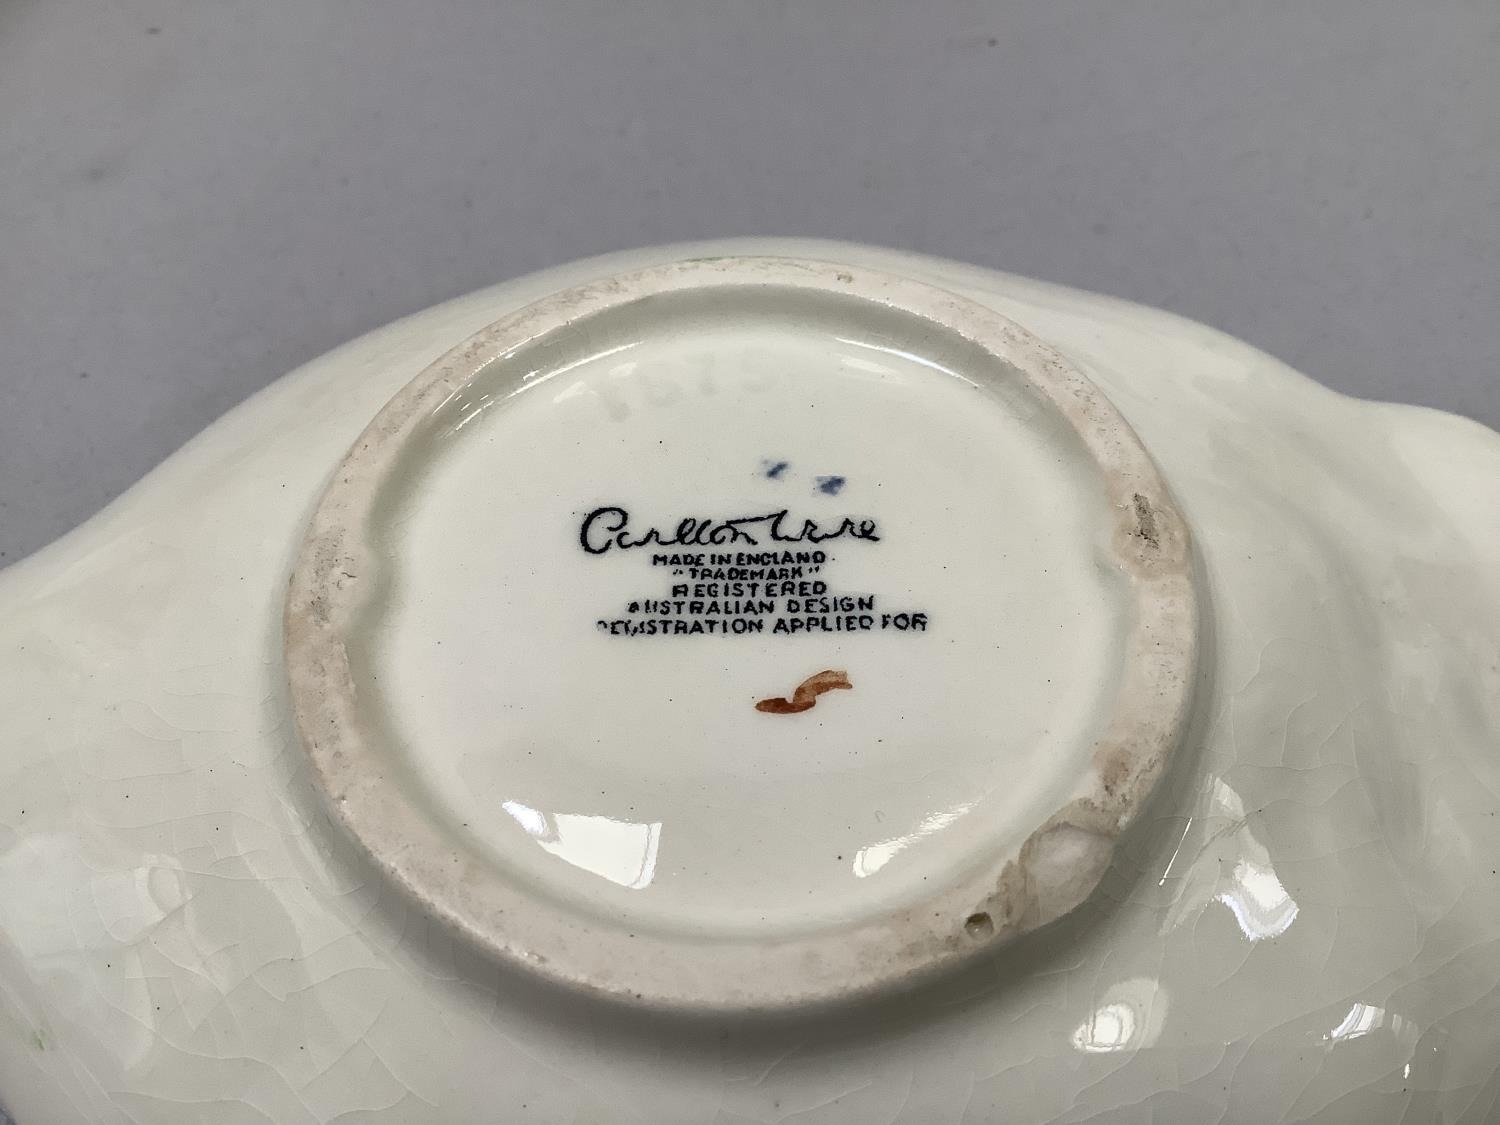 Carlton Ware
MADE IN ENGLAND
"TRADEMARK"
REGISTERED
AUSTRALIAN DESIGN
REGISTRATION APPLIED FOR